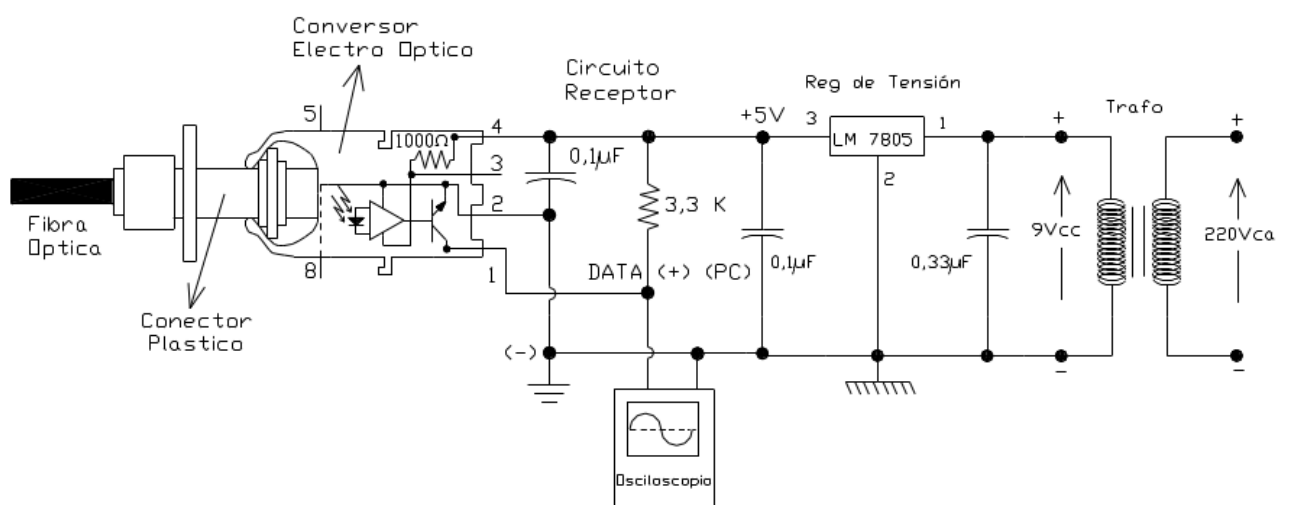 Conversor
Electro Optico
Circuito
Receptor
Reg de Tensión
Trafo
5
4
1000Ω
3
2
8
1
0,1µF
+5V
3
LM 7805
1
2
+
+
3,3 K
0,1µF
0,33µF
9Vcc
220Vca
Fibra
Optica
DATA (+) (PC)
Conector
Plastico
(-)
-
-
Osciloscopio